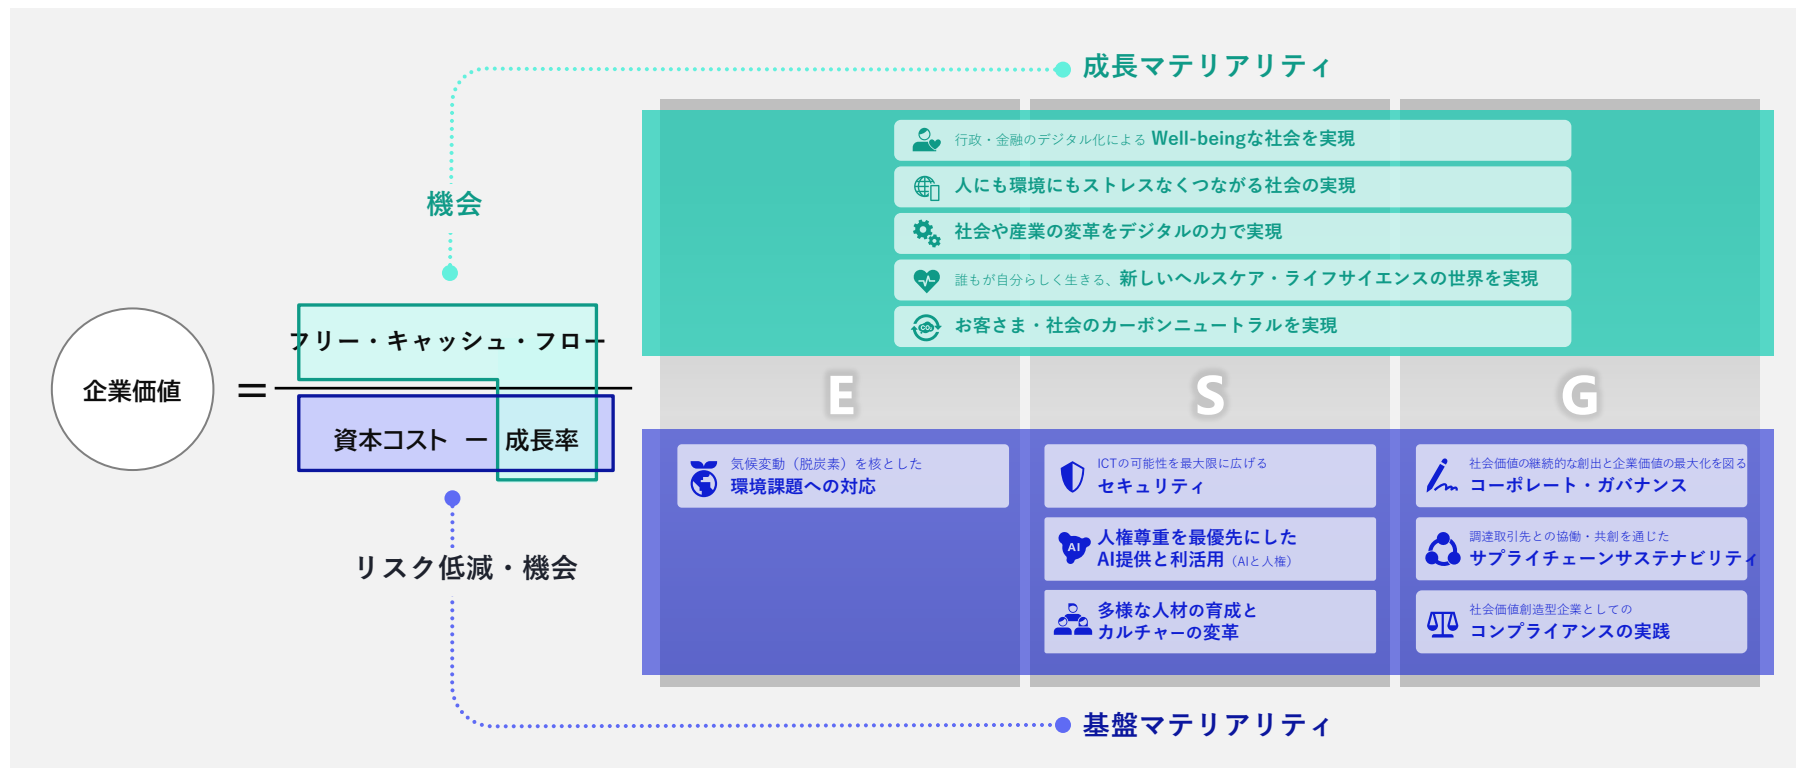 成長マテリアリティ
機会
行政・金融のデジタル化による Well-beingな社会を実現
人にも環境にもストレスなくつながる社会の実現
社会や産業の変革をデジタルの力で実現
誰もが自分らしく生きる、新しいヘルスケア・ライフサイエンスの世界を実現
CO₂
お客さま・社会のカーボンニュートラルを実現
企業価値
=
フリー・キャッシュ・フロー
資本コスト ー 成長率
E
S
G
リスク低減・機会
気候変動（脱炭素）を核とした
環境課題への対応
ICTの可能性を最大限に広げる
セキュリティ
AI
人権尊重を最優先にした
AI提供と利活用（AIと人権）
多様な人材の育成と
カルチャーの変革
社会価値の継続的な創出と企業価値の最大化を図る
コーポレート・ガバナンス
調達取引先との協働・共創を通じた
サプライチェーンサステナビリティ
社会価値創造型企業としての
コンプライアンスの実践
基盤マテリアリティ